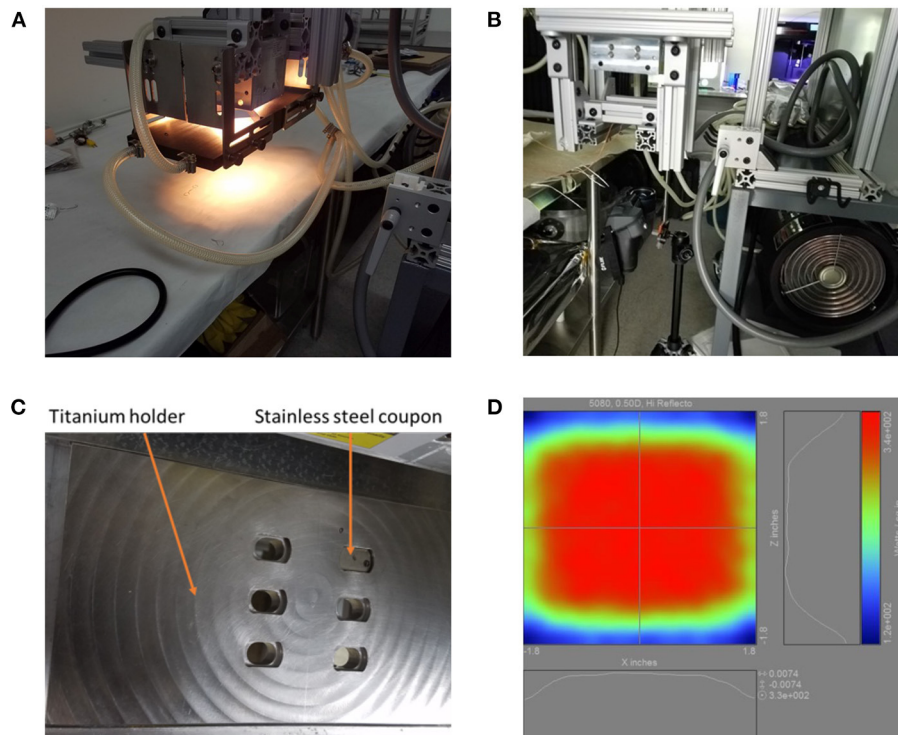 A
B
C
Titanium holder
Stainless steel coupon
D
5080, 0.50D, Hi Reflecto
1.8
3.4e+002
Z inches
-1.8
1.2e+002
-1.8
1.8
X inches
0.0074
-0.0074
3.3e+002